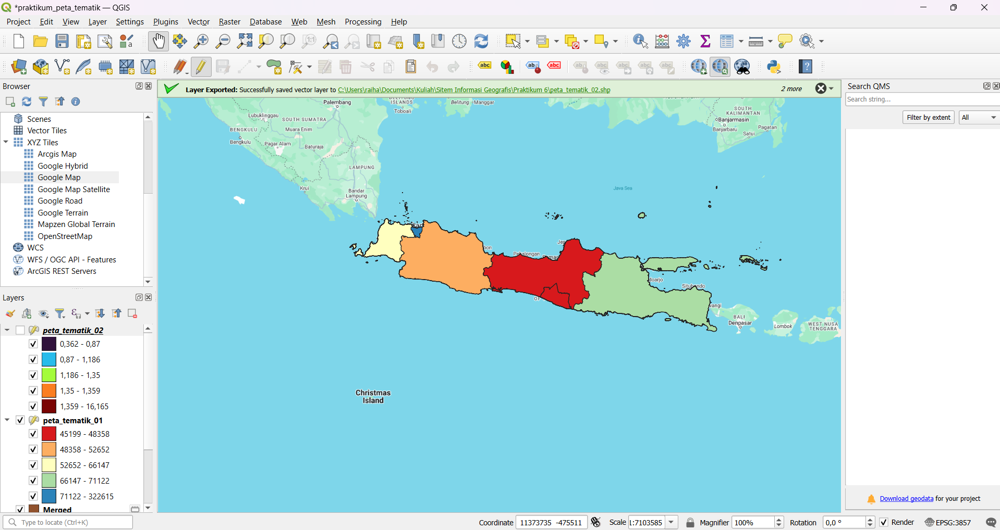 *praktikum_peta_tematik — QGIS
Project Edit View Layer Settings Plugins Vector Raster Database Web Mesh Processing Help
Browser
Scenes
Vector Tiles
XYZ Tiles
Arcgis Map
Google Hybrid
Google Map
Google Map Satellite
Google Road
Google Terrain
Mapzen Global Terrain
OpenStreetMap
WCS
WFS / OGC API - Features
ArcGIS REST Servers
Layers
peta_tematik_02
0,362 - 0,87
0,87 - 1,186
1,186 - 1,35
1,35 - 1,359
1,359 - 16,165
peta_tematik_01
45199 - 48358
48358 - 52652
52652 - 66147
66147 - 71122
71122 - 322615
Merged
Layer Exported: Successfully saved vector layer to C:\Users\raiha\Documents\Kuliah\Sitem Informasi Geografis\Praktikum 6\peta_tematik_02.shp
2 more
Palembang
ISLANDS
Toboali
Belitung
Manggar
Lubuklinggau
SOUTH SUMATRA
BENGKULU
Muara Enim
Bengkulu
Pagar Alam
Baturaja
LAMPUNG
Krui
Bandar
Lampung
SOUTH
KALIMANTAN
Banjarmasin
Banjarbaru
Pagatan
Satui
Java Sea
Pekalongan
doarjo
Situbondo
BALI
Denpasar
Lombok
WEST NUSA
TENGGARA
Christmas
Island
Search QMS
Search string...
Filter by extent
All
Download geodata for your project
Type to locate (Ctrl+K)
Coordinate 11373735 -475511
Scale 1:7103585
Magnifier 100%
Rotation 0,0 °
Render
EPSG:3857